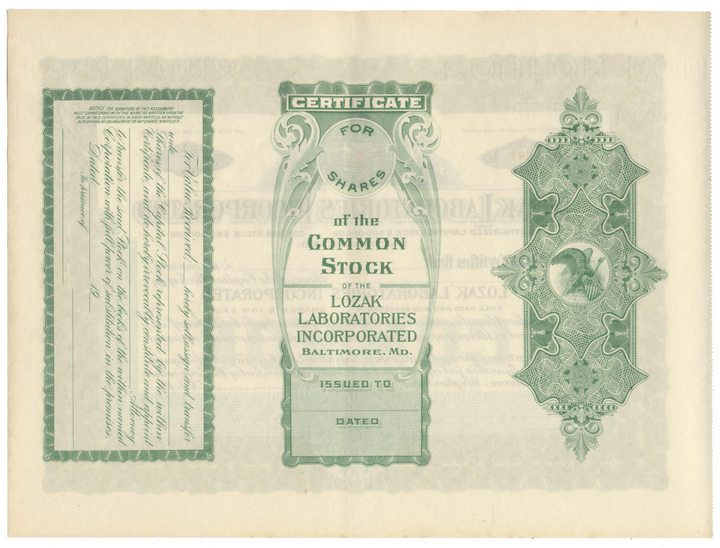 NOTICE. THE SIGNATURE OF THIS ASSIGNMENT
MUST CORRESPOND WITH THE NAME AS WRITTEN UPON THE
FACE OF THIS CERTIFICATE IN EVERY PARTICULAR WITHOUT
ALTERATION OR ENLARGEMENT OR ANY CHANGE WHATEVER
For Value Received, hereby sell, assign and transfer
unto
Shares of the Capital Stock represented by the within
Certificate, and do hereby irrevocably constitute and appoint
Attorney
to transfer the said Stock on the books of the within named
Corporation with full power of substitution in the premises.
Dated 19
In presence of
CERTIFICATE
FOR
SHARES
of the
COMMON
STOCK
OF THE
LOZAK
LABORATORIES
INCORPORATED
BALTIMORE, MD.
ISSUED TO
DATED